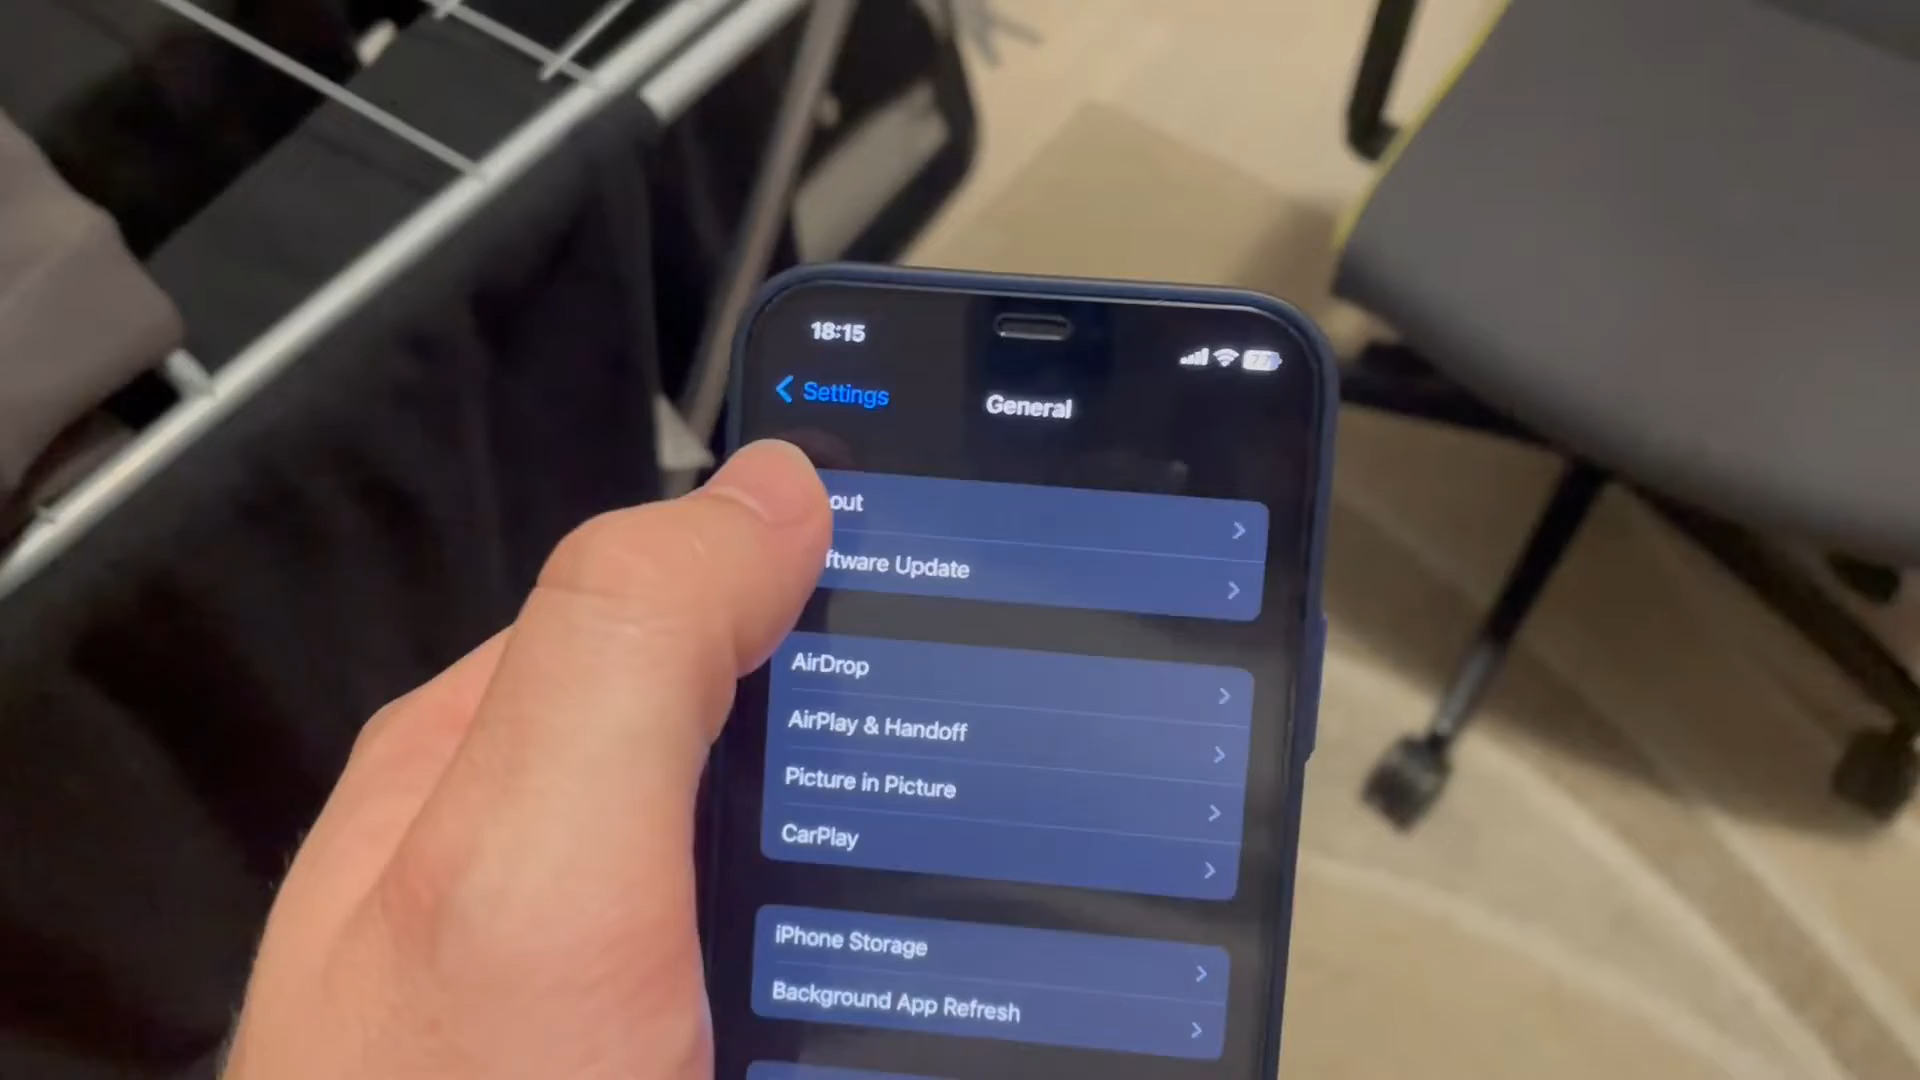 18:15
77
Settings
General
out
ftware Update
AirDrop
AirPlay & Handoff
Picture in Picture
CarPlay
iPhone Storage
Background App Refresh